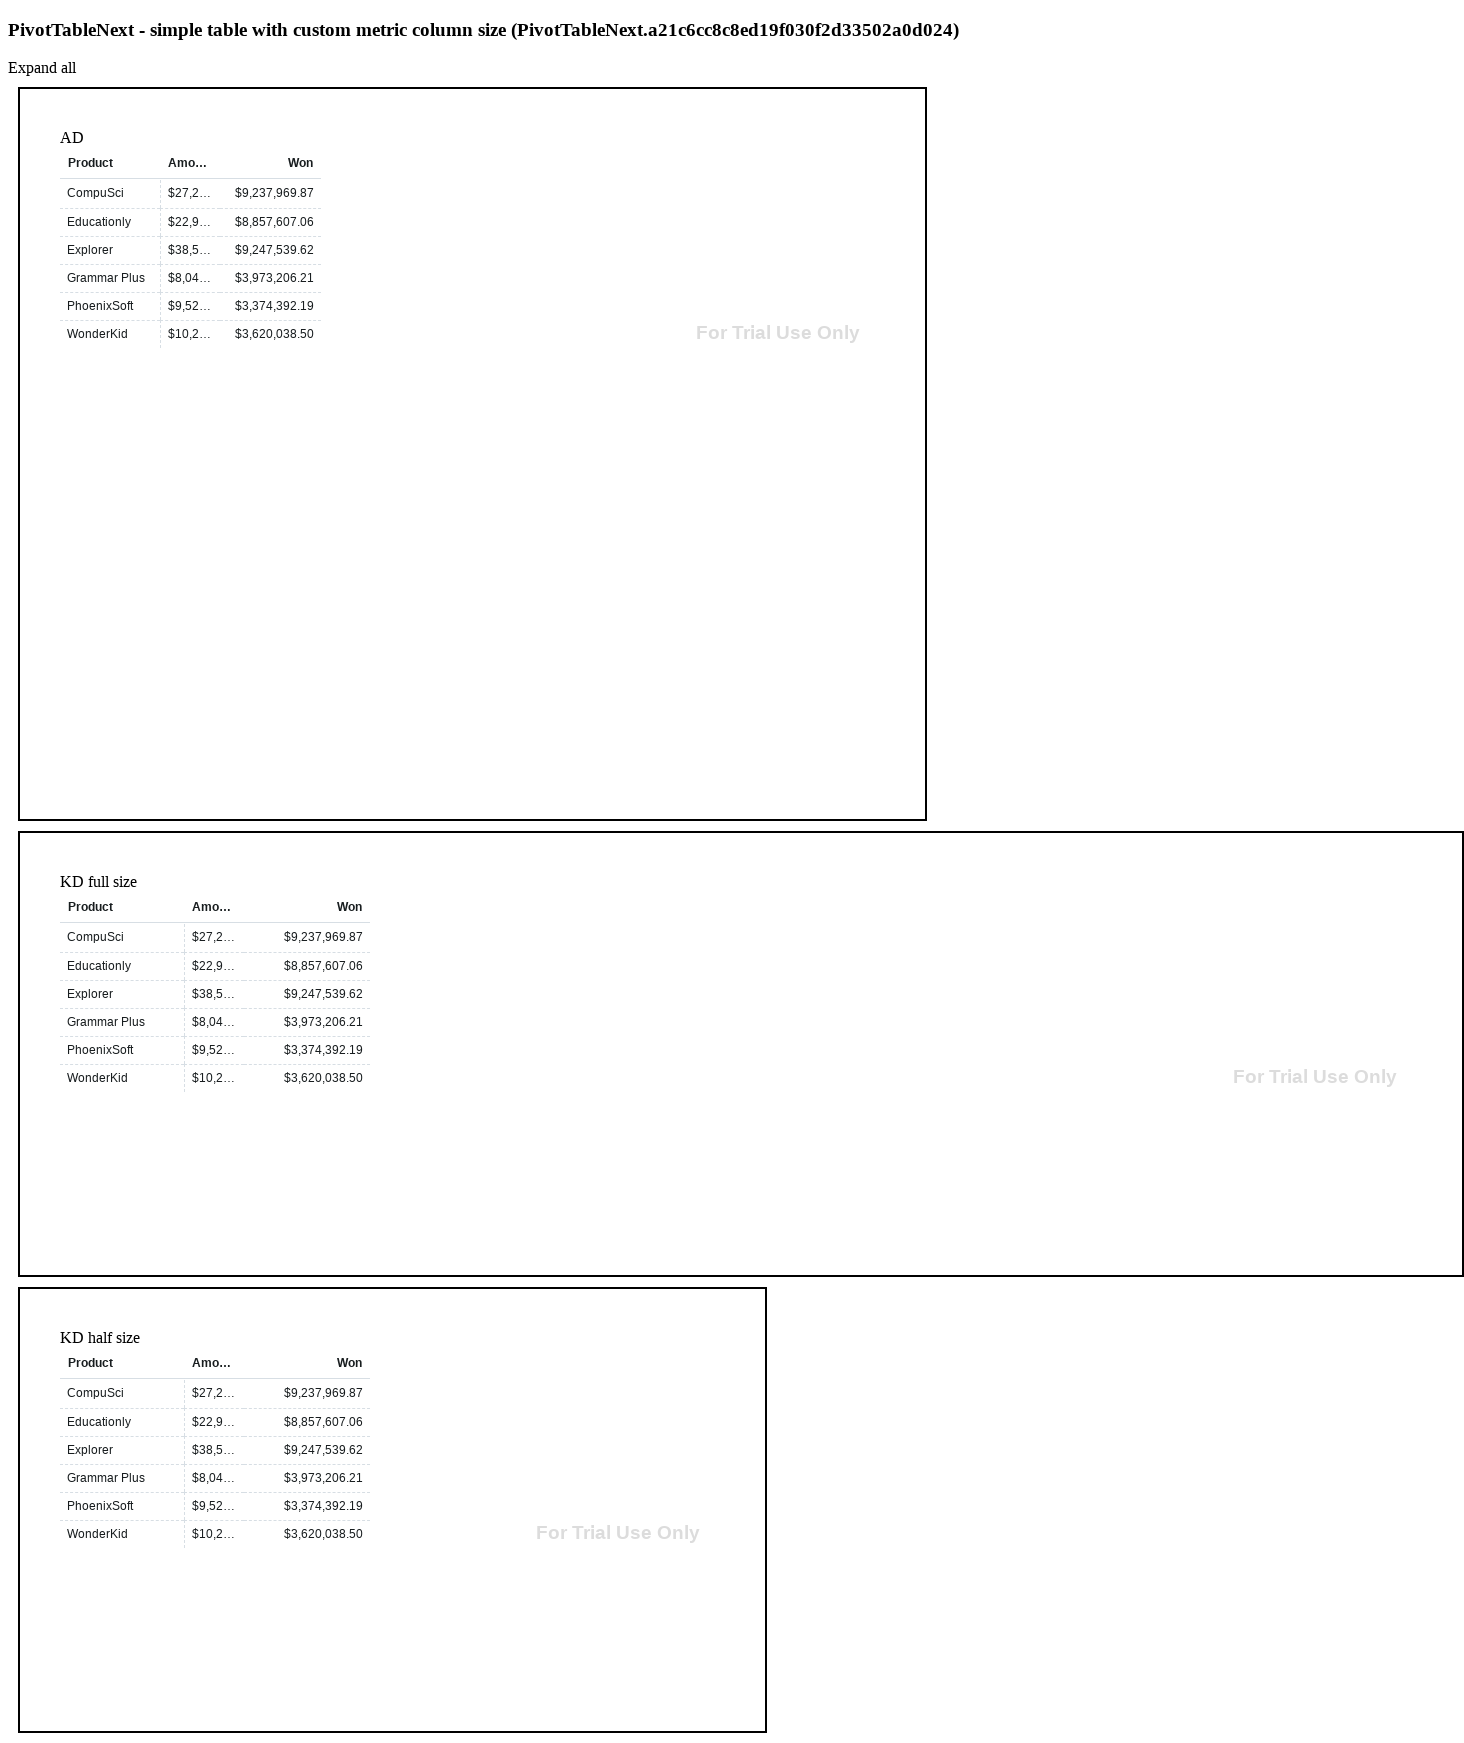 PivotTableNext - simple table with custom metric column size (PivotTableNext.a21c6cc8c8ed19f030f2d33502a0d024)
Expand all
AD
Product Amo… Won
CompuSci $27,2… $9,237,969.87
Educationly $22,9… $8,857,607.06
Explorer $38,5… $9,247,539.62
Grammar Plus $8,04… $3,973,206.21
PhoenixSoft $9,52… $3,374,392.19
WonderKid $10,2… $3,620,038.50
For Trial Use Only
KD full size
Product Amo… Won
CompuSci $27,2… $9,237,969.87
Educationly $22,9… $8,857,607.06
Explorer $38,5… $9,247,539.62
Grammar Plus $8,04… $3,973,206.21
PhoenixSoft $9,52… $3,374,392.19
WonderKid $10,2… $3,620,038.50
For Trial Use Only
KD half size
Product Amo… Won
CompuSci $27,2… $9,237,969.87
Educationly $22,9… $8,857,607.06
Explorer $38,5… $9,247,539.62
Grammar Plus $8,04… $3,973,206.21
PhoenixSoft $9,52… $3,374,392.19
WonderKid $10,2… $3,620,038.50
For Trial Use Only